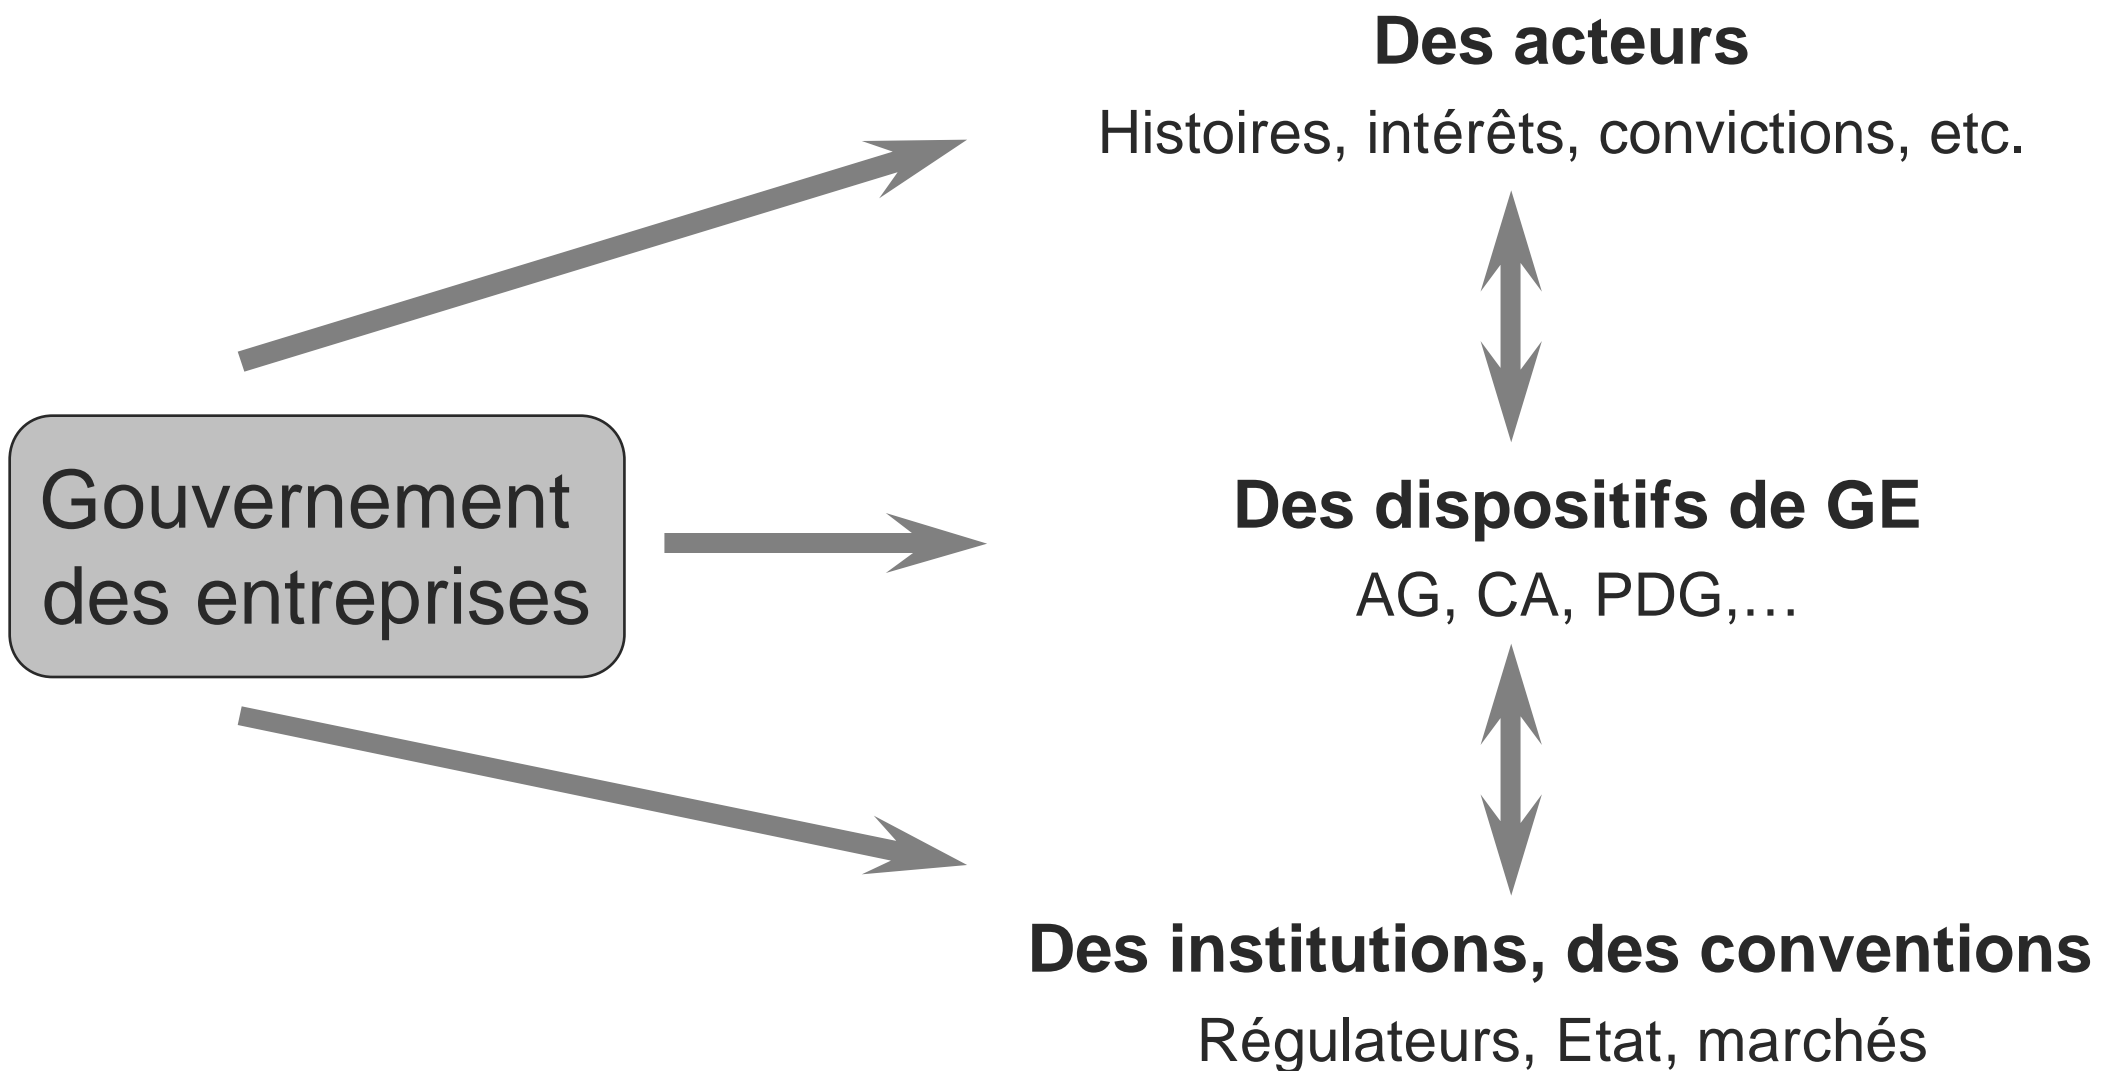 Des acteurs
Histoires, intérêts, convictions, etc.
Gouvernement
des entreprises
Des dispositifs de GE
AG, CA, PDG,…
Des institutions, des conventions
Régulateurs, Etat, marchés